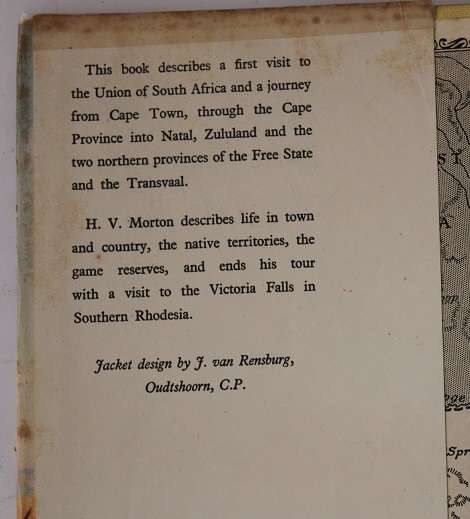 This book describes a first visit to
the Union of South Africa and a journey
from Cape Town, through the Cape
Province into Natal, Zululand and the
two northern provinces of the Free State
and the Transvaal.
H. V. Morton describes life in town
and country, the native territories, the
game reserves, and ends his tour
with a visit to the Victoria Falls in
Southern Rhodesia.
Jacket design by J. van Rensburg,
Oudtshoorn, C.P.